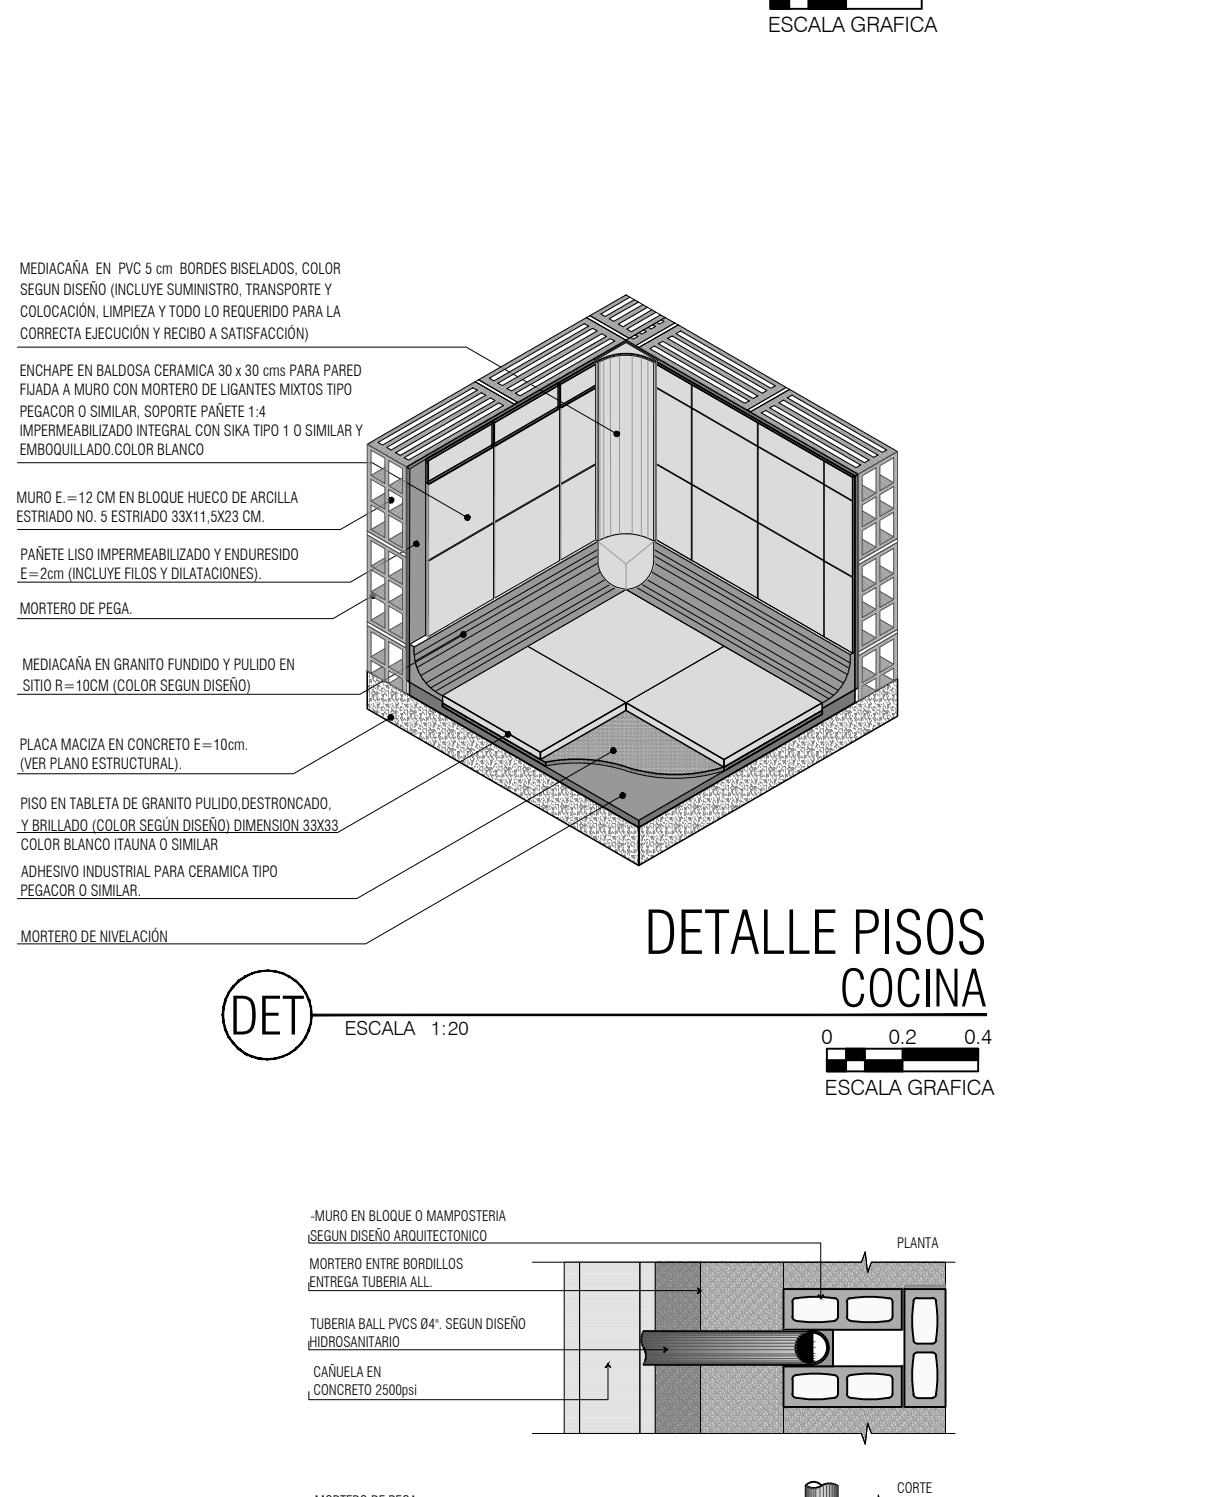 ESCALA GRAFICA
MEDIACAÑA EN PVC 5 cm BORDES BISELADOS, COLOR
SEGUN DISEÑO (INCLUYE SUMINISTRO, TRANSPORTE Y
COLOCACIÓN, LIMPIEZA Y TODO LO REQUERIDO PARA LA
CORRECTA EJECUCIÓN Y RECIBO A SATISFACCIÓN)
ENCHAPE EN BALDOSA CERAMICA 30 x 30 cms PARA PARED
FIJADA A MURO CON MORTERO DE LIGANTES MIXTOS TIPO
PEGACOR O SIMILAR, SOPORTE PAÑETE 1:4
IMPERMEABILIZADO INTEGRAL CON SIKA TIPO 1 O SIMILAR Y
EMBOQUILLADO.COLOR BLANCO
MURO E.=12 CM EN BLOQUE HUECO DE ARCILLA
ESTRIADO NO. 5 ESTRIADO 33X11,5X23 CM.
PAÑETE LISO IMPERMEABILIZADO Y ENDURESIDO
E=2cm (INCLUYE FILOS Y DILATACIONES).
MORTERO DE PEGA.
MEDIACAÑA EN GRANITO FUNDIDO Y PULIDO EN
SITIO R=10CM (COLOR SEGUN DISEÑO)
PLACA MACIZA EN CONCRETO E=10cm.
(VER PLANO ESTRUCTURAL).
PISO EN TABLETA DE GRANITO PULIDO,DESTRONCADO,
Y BRILLADO (COLOR SEGÚN DISEÑO) DIMENSION 33X33
COLOR BLANCO ITAUNA O SIMILAR
ADHESIVO INDUSTRIAL PARA CERAMICA TIPO
PEGACOR O SIMILAR.
MORTERO DE NIVELACIÓN
DETALLE PISOS
COCINA
DET
ESCALA 1:20
0 0.2 0.4
ESCALA GRAFICA
-MURO EN BLOQUE O MAMPOSTERIA
SEGUN DISEÑO ARQUITECTONICO
PLANTA
MORTERO ENTRE BORDILLOS
ENTREGA TUBERIA ALL.
TUBERIA BALL PVCS Ø4". SEGUN DISEÑO
HIDROSANITARIO
CAÑUELA EN
CONCRETO 2500psi
CORTE